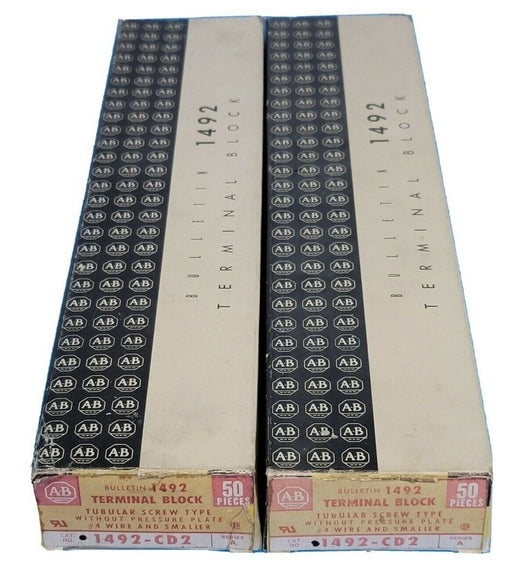 BULLETIN 1492
TERMINAL BLOCK
BULLETIN 1492
TERMINAL BLOCK
A-B
BULLETIN 1492
TERMINAL BLOCK
50
PIECES
TUBULAR SCREW TYPE
WITHOUT PRESSURE PLATE
#4 WIRE AND SMALLER
CAT
NO.
1492-CD2
SERIES
A
A-B
BULLETIN 1492
TERMINAL BLOCK
50
PIECES
TUBULAR SCREW TYPE
WITHOUT PRESSURE PLATE
#4 WIRE AND SMALLER
CAT
NO.
1492-CD2
SERIES
A